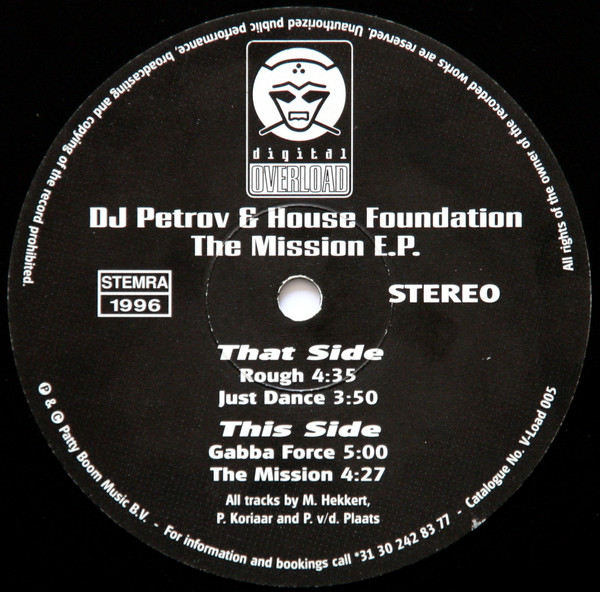 digital
OVERLOAD
DJ Petrov & House Foundation
The Mission E.P.
STEMRA
1996
STEREO
That Side
Rough 4:35
Just Dance 3:50
This Side
Gabba Force 5:00
The Mission 4:27
All tracks by M. Hekkert,
P. Koriaar and P. v/d. Plaats
℗ & © Patty Boom Music B.V. - For information and bookings call *31 30 242 83 77 - Catalogue No. V-Load 005
All rights of the owner of the recorded works are reserved. Unauthorized public performance, broadcasting and copying of the record prohibited.